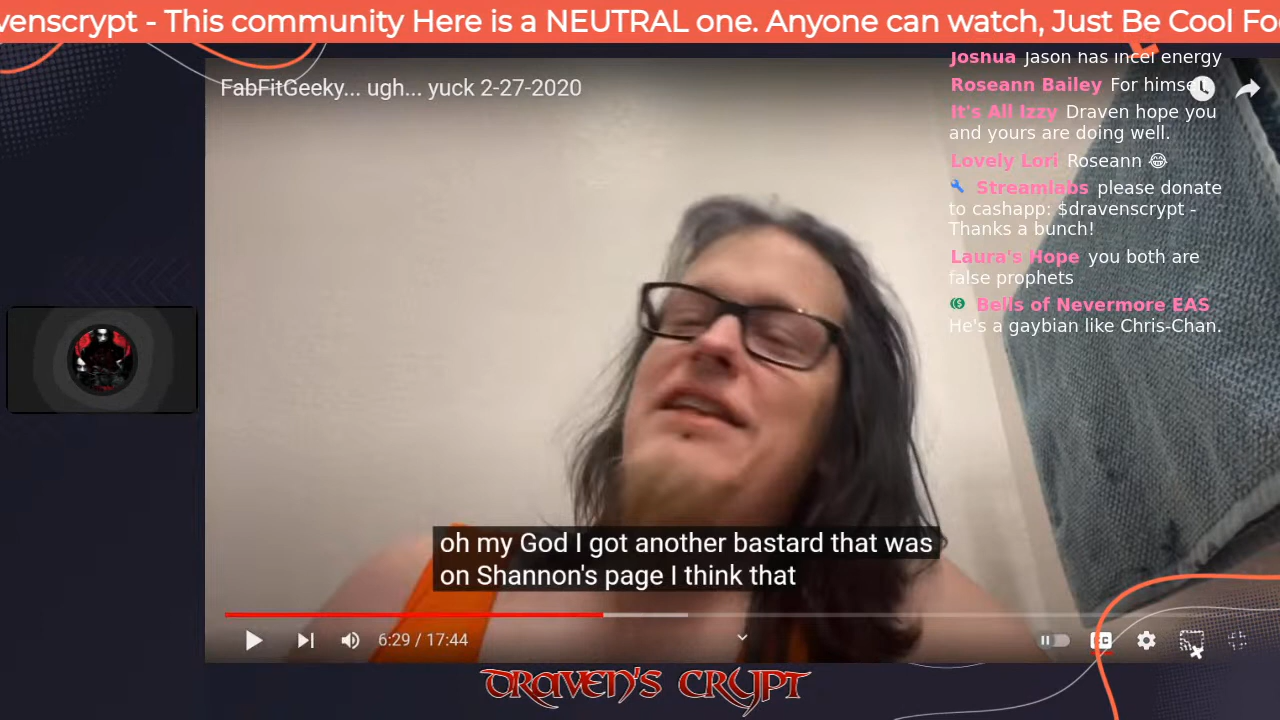 venscrypt - This community Here is a NEUTRAL one. Anyone can watch, Just Be Cool Fo
FabFitGeeky... ugh... yuck 2-27-2020
Joshua Jason has incel energy
Roseann Bailey For himself
It's All Izzy Draven hope you
and yours are doing well.
Lovely Lori Roseann 😂
Streamlabs please donate
to cashapp: $dravenscrypt -
Thanks a bunch!
Laura's Hope you both are
false prophets
Bells of Nevermore EAS
He's a gaybian like Chris-Chan.
oh my God I got another bastard that was
on Shannon's page I think that
6:29 / 17:44
CC
DRAVEN'S CRYPT